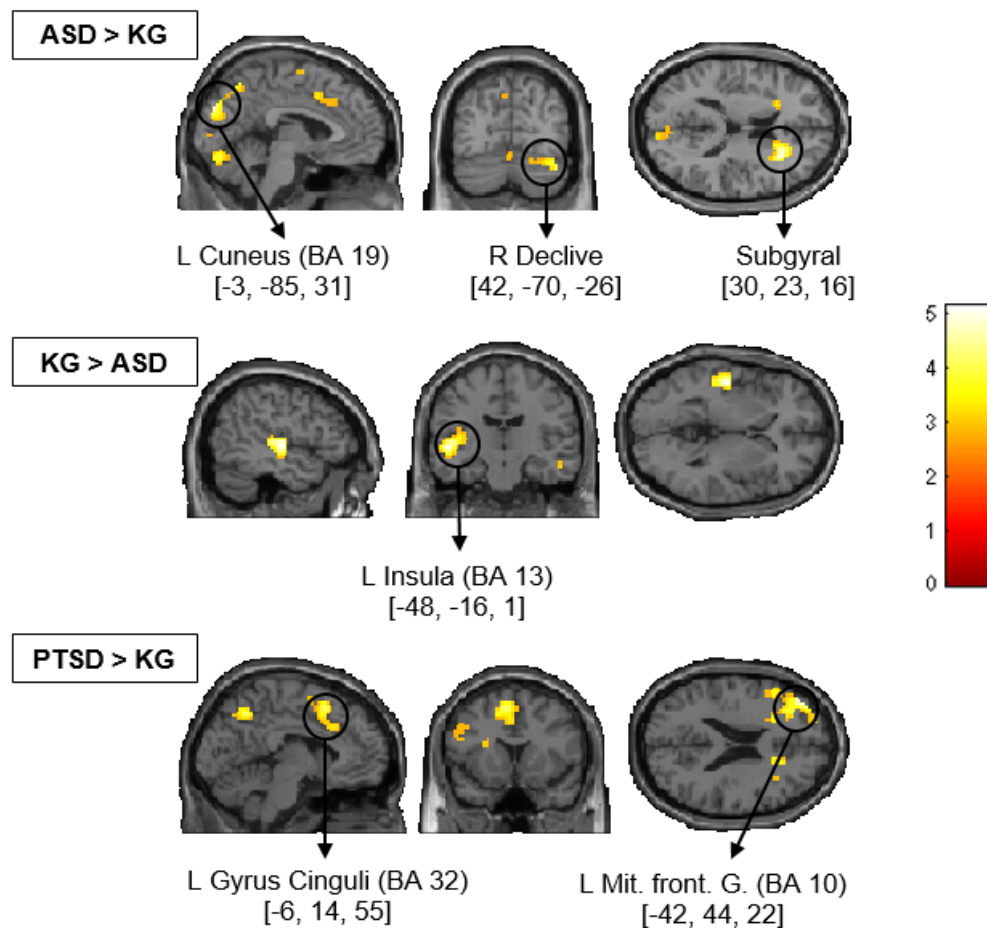 ASD > KG
L Cuneus (BA 19)
[-3, -85, 31]
R Declive
[42, -70, -26]
Subgyral
[30, 23, 16]
KG > ASD
L Insula (BA 13)
[-48, -16, 1]
5
4
3
2
1
0
PTSD > KG
L Gyrus Cinguli (BA 32)
[-6, 14, 55]
L Mit. front. G. (BA 10)
[-42, 44, 22]